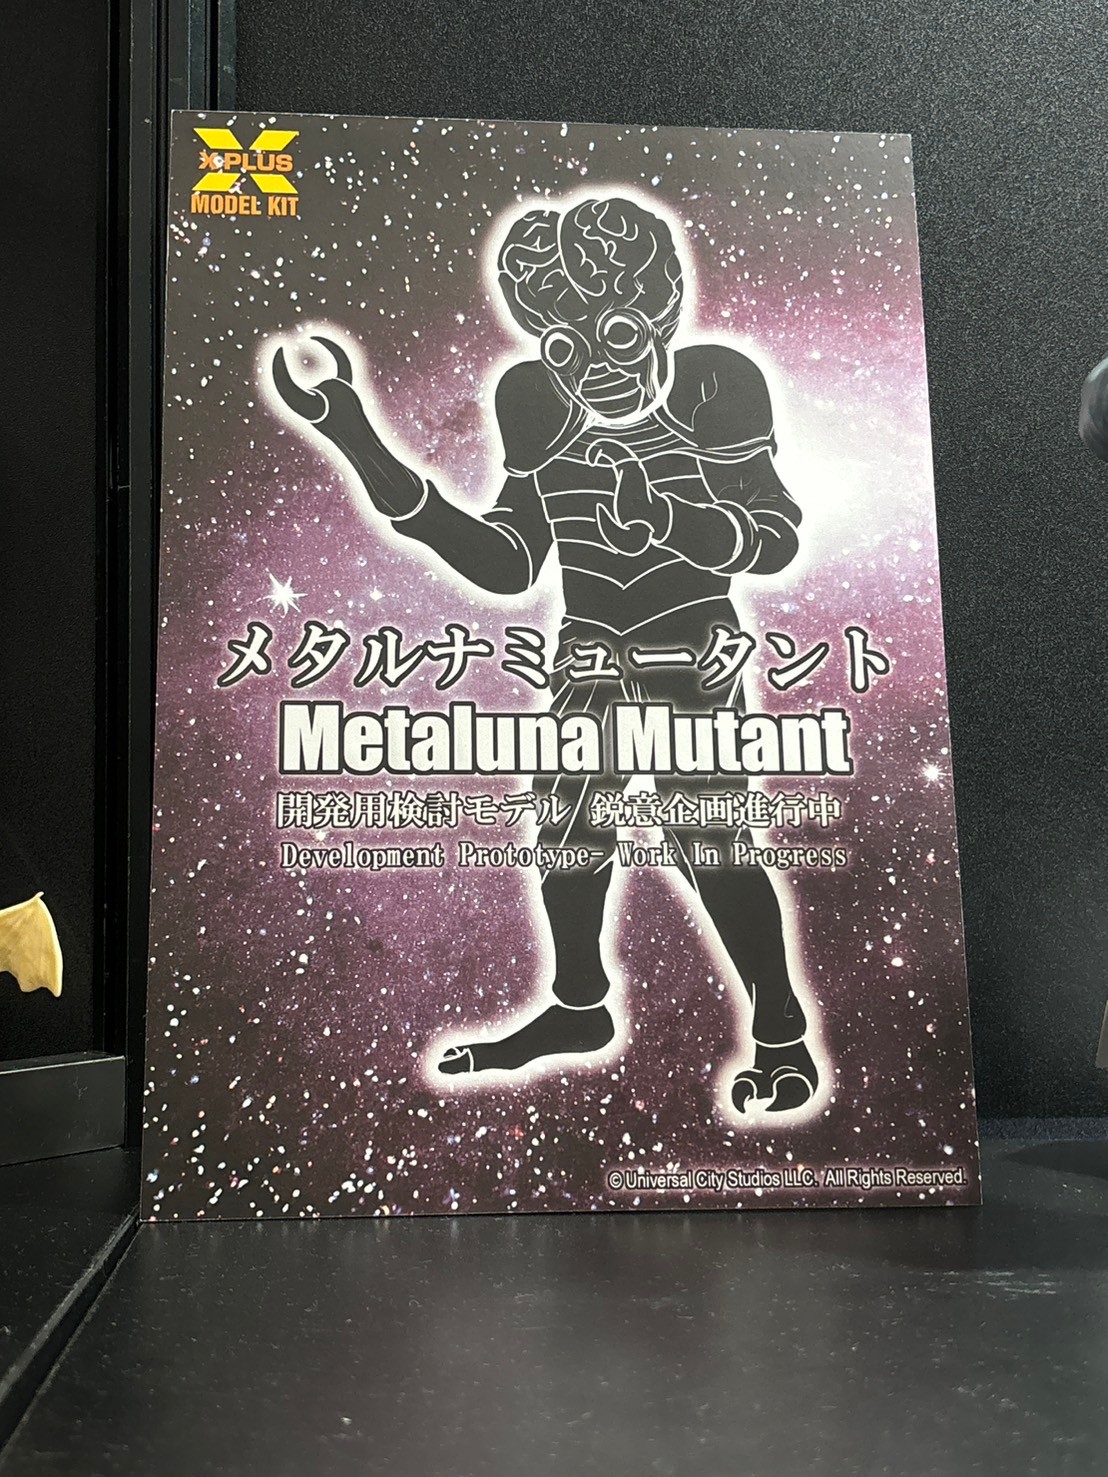 X-PLUS
MODEL KIT
メタルナミュータント
Metaluna Mutant
開発用検討モデル 鋭意企画進行中
Development Prototype- Work In Progress
© Universal City Studios LLC. All Rights Reserved.